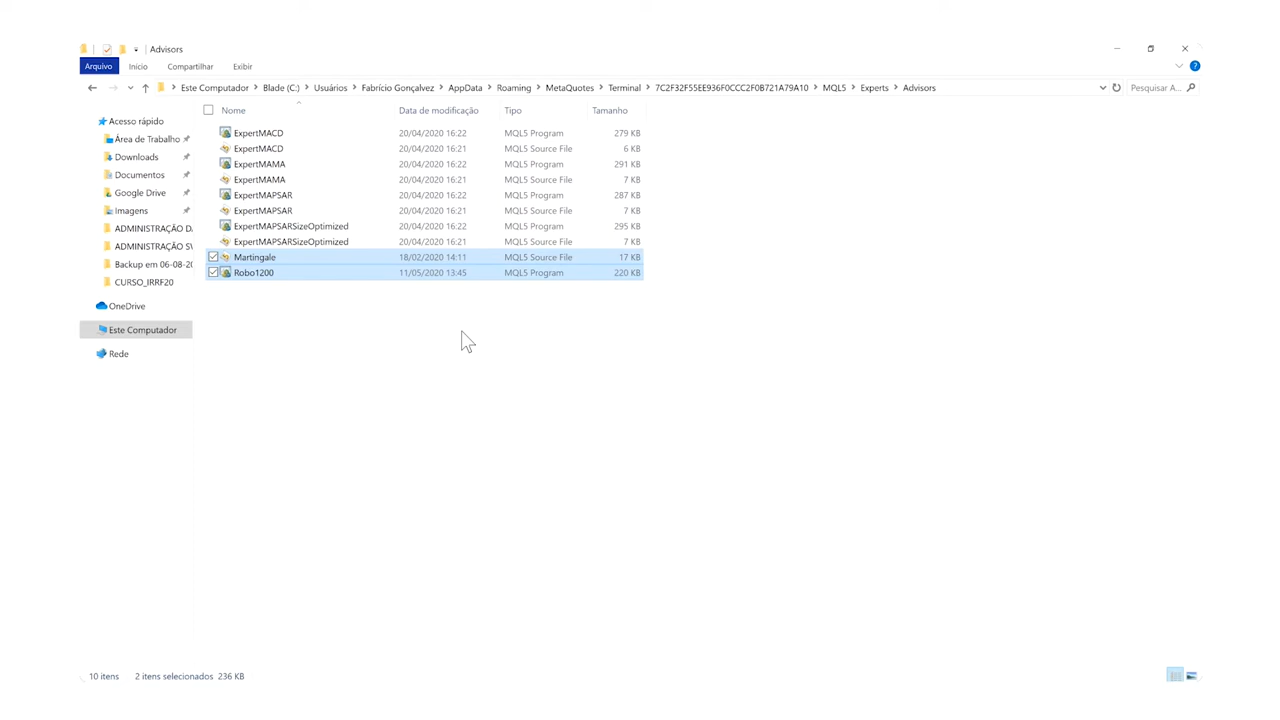 Advisors
Arquivo Início Compartilhar Exibir
Este Computador Blade (C:) Usuários Fabrício Gonçalvez AppData Roaming MetaQuotes Terminal 7C2F32F55EE936F0CCC2F0B721A79A10 MQL5 Experts Advisors Pesquisar A...
Nome Data de modificação Tipo Tamanho
Acesso rápido
Área de Trabalho
Downloads
Documentos
Google Drive
Imagens
ADMINISTRAÇÃO DA
ADMINISTRAÇÃO SV
Backup em 06-08-20
CURSO_IRRF20
OneDrive
Este Computador
Rede
ExpertMACD 20/04/2020 16:22 MQL5 Program 279 KB
ExpertMACD 20/04/2020 16:21 MQL5 Source File 6 KB
ExpertMAMA 20/04/2020 16:22 MQL5 Program 291 KB
ExpertMAMA 20/04/2020 16:21 MQL5 Source File 7 KB
ExpertMAPSAR 20/04/2020 16:22 MQL5 Program 287 KB
ExpertMAPSAR 20/04/2020 16:21 MQL5 Source File 7 KB
ExpertMAPSARSizeOptimized 20/04/2020 16:22 MQL5 Program 295 KB
ExpertMAPSARSizeOptimized 20/04/2020 16:21 MQL5 Source File 7 KB
Martingale 18/02/2020 14:11 MQL5 Source File 17 KB
Robo1200 11/05/2020 13:45 MQL5 Program 220 KB
10 itens 2 itens selecionados 236 KB